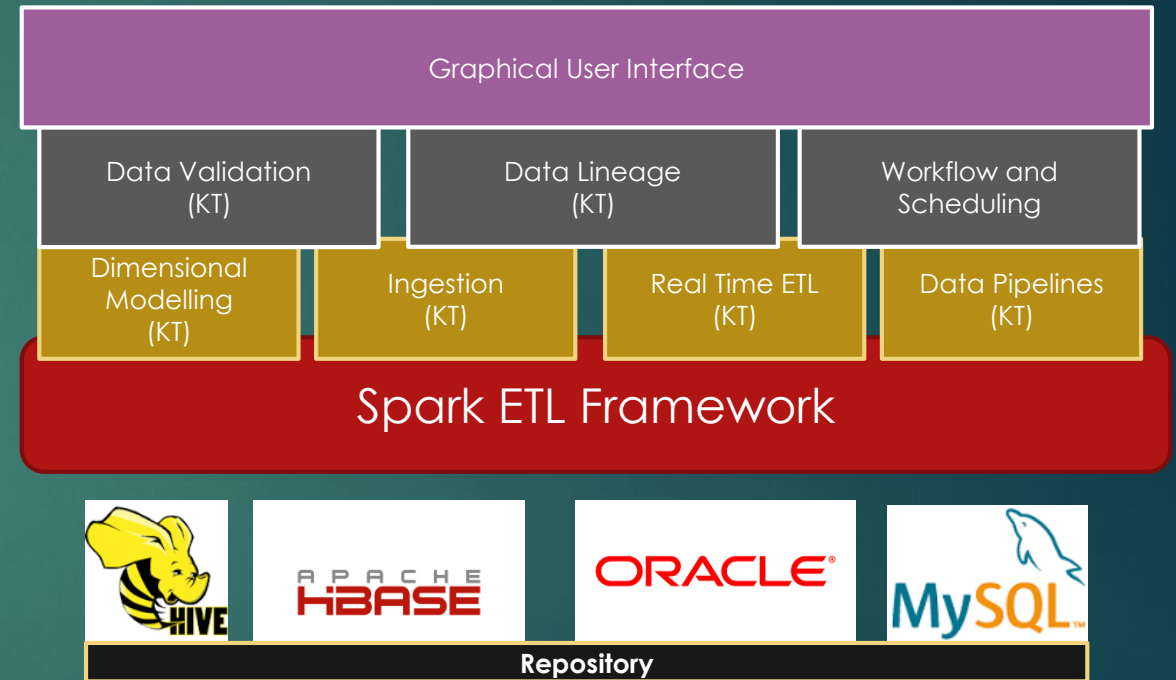 Graphical User Interface
Data Validation
(KT)
Data Lineage
(KT)
Workflow and
Scheduling
Dimensional
Modelling
(KT)
Ingestion
(KT)
Real Time ETL
(KT)
Data Pipelines
(KT)
Spark ETL Framework
HIVE
APACHE
HBASE
ORACLE®
MySQL™
Repository